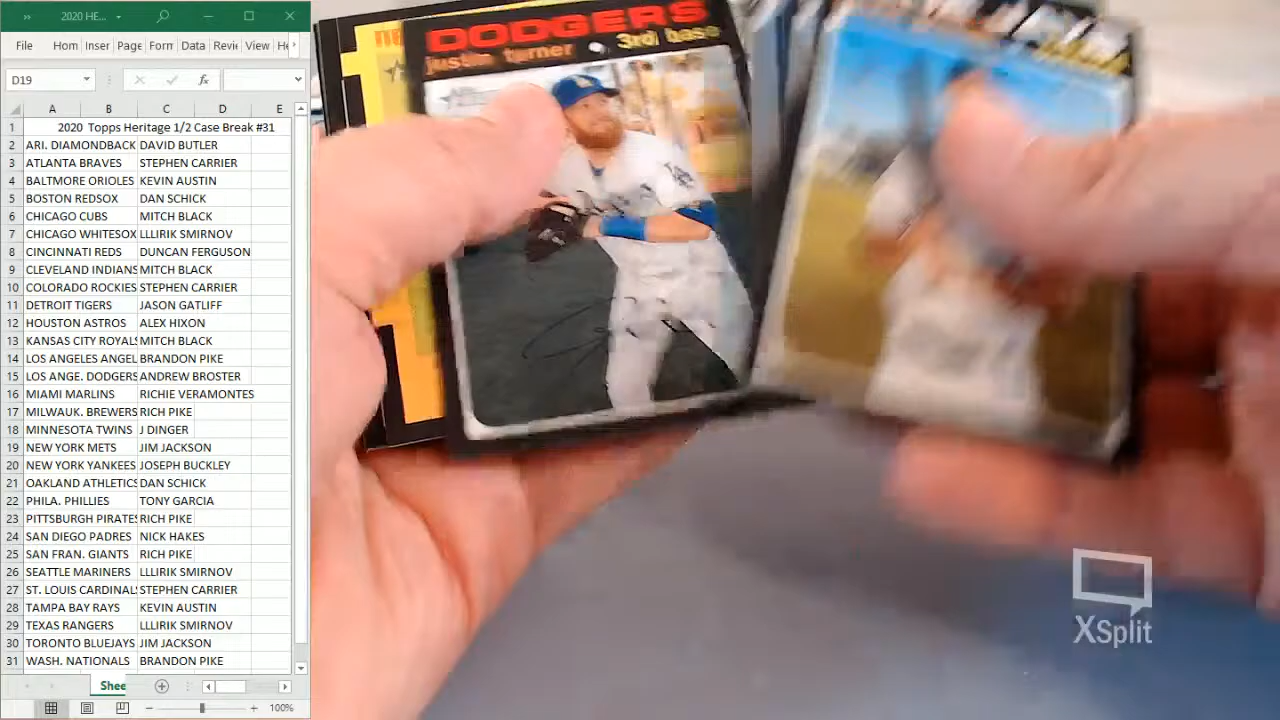 2020 HE...
File Hom Inser Page Form Data Revie View He
D19
fx
A B C D E
1 2020 Topps Heritage 1/2 Case Break #31
2 ARI. DIAMONDBACK DAVID BUTLER
3 ATLANTA BRAVES STEPHEN CARRIER
4 BALTMORE ORIOLES KEVIN AUSTIN
5 BOSTON REDSOX DAN SCHICK
6 CHICAGO CUBS MITCH BLACK
7 CHICAGO WHITESOX LLLIRIK SMIRNOV
8 CINCINNATI REDS DUNCAN FERGUSON
9 CLEVELAND INDIANS MITCH BLACK
10 COLORADO ROCKIES STEPHEN CARRIER
11 DETROIT TIGERS JASON GATLIFF
12 HOUSTON ASTROS ALEX HIXON
13 KANSAS CITY ROYALS MITCH BLACK
14 LOS ANGELES ANGEL BRANDON PIKE
15 LOS ANGE. DODGERS ANDREW BROSTER
16 MIAMI MARLINS RICHIE VERAMONTES
17 MILWAUK. BREWERS RICH PIKE
18 MINNESOTA TWINS J DINGER
19 NEW YORK METS JIM JACKSON
20 NEW YORK YANKEES JOSEPH BUCKLEY
21 OAKLAND ATHLETICS DAN SCHICK
22 PHILA. PHILLIES TONY GARCIA
23 PITTSBURGH PIRATES RICH PIKE
24 SAN DIEGO PADRES NICK HAKES
25 SAN FRAN. GIANTS RICH PIKE
26 SEATTLE MARINERS LLLIRIK SMIRNOV
27 ST. LOUIS CARDINALS STEPHEN CARRIER
28 TAMPA BAY RAYS KEVIN AUSTIN
29 TEXAS RANGERS LLLIRIK SMIRNOV
30 TORONTO BLUEJAYS JIM JACKSON
31 WASH. NATIONALS BRANDON PIKE
Shee
100%
DODGERS
justin turner • 3rd base
XSplit